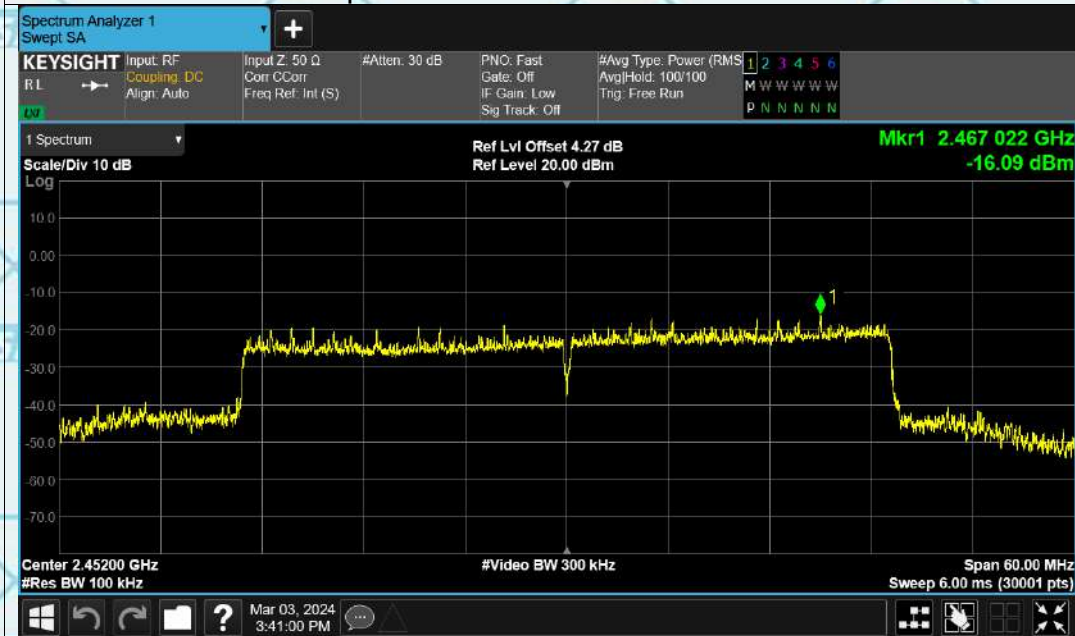 Spectrum Analyzer 1
Swept SA
+
KEYSIGHT
R L
LXI
Input: RF
Coupling: DC
Align: Auto
Input Z: 50 Ω
Corr CCorr
Freq Ref: Int (S)
#Atten: 30 dB
PNO: Fast
Gate: Off
IF Gain: Low
Sig Track: Off
#Avg Type: Power (RMS
Avg|Hold: 100/100
Trig: Free Run
1 2 3 4 5 6
M W W W W W
P N N N N N
1 Spectrum
Scale/Div 10 dB
Log
Ref Lvl Offset 4.27 dB
Ref Level 20.00 dBm
Mkr1 2.467 022 GHz
-16.09 dBm
10.0
0.00
-10.0
-20.0
-30.0
-40.0
-50.0
-60.0
-70.0
1
Center 2.45200 GHz
#Res BW 100 kHz
#Video BW 300 kHz
Span 60.00 MHz
Sweep 6.00 ms (30001 pts)
?
Mar 03, 2024
3:41:00 PM